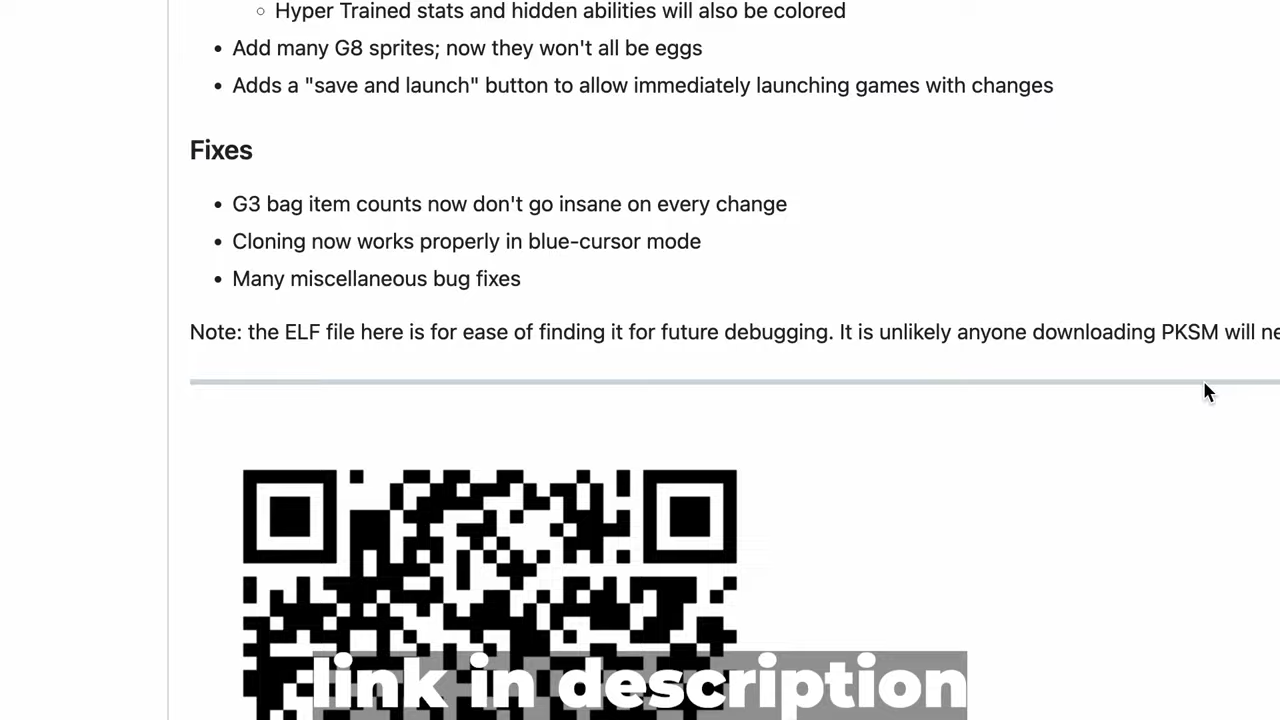 Hyper Trained stats and hidden abilities will also be colored
Add many G8 sprites; now they won't all be eggs
Adds a "save and launch" button to allow immediately launching games with changes
Fixes
G3 bag item counts now don't go insane on every change
Cloning now works properly in blue-cursor mode
Many miscellaneous bug fixes
Note: the ELF file here is for ease of finding it for future debugging. It is unlikely anyone downloading PKSM will ne
link in description